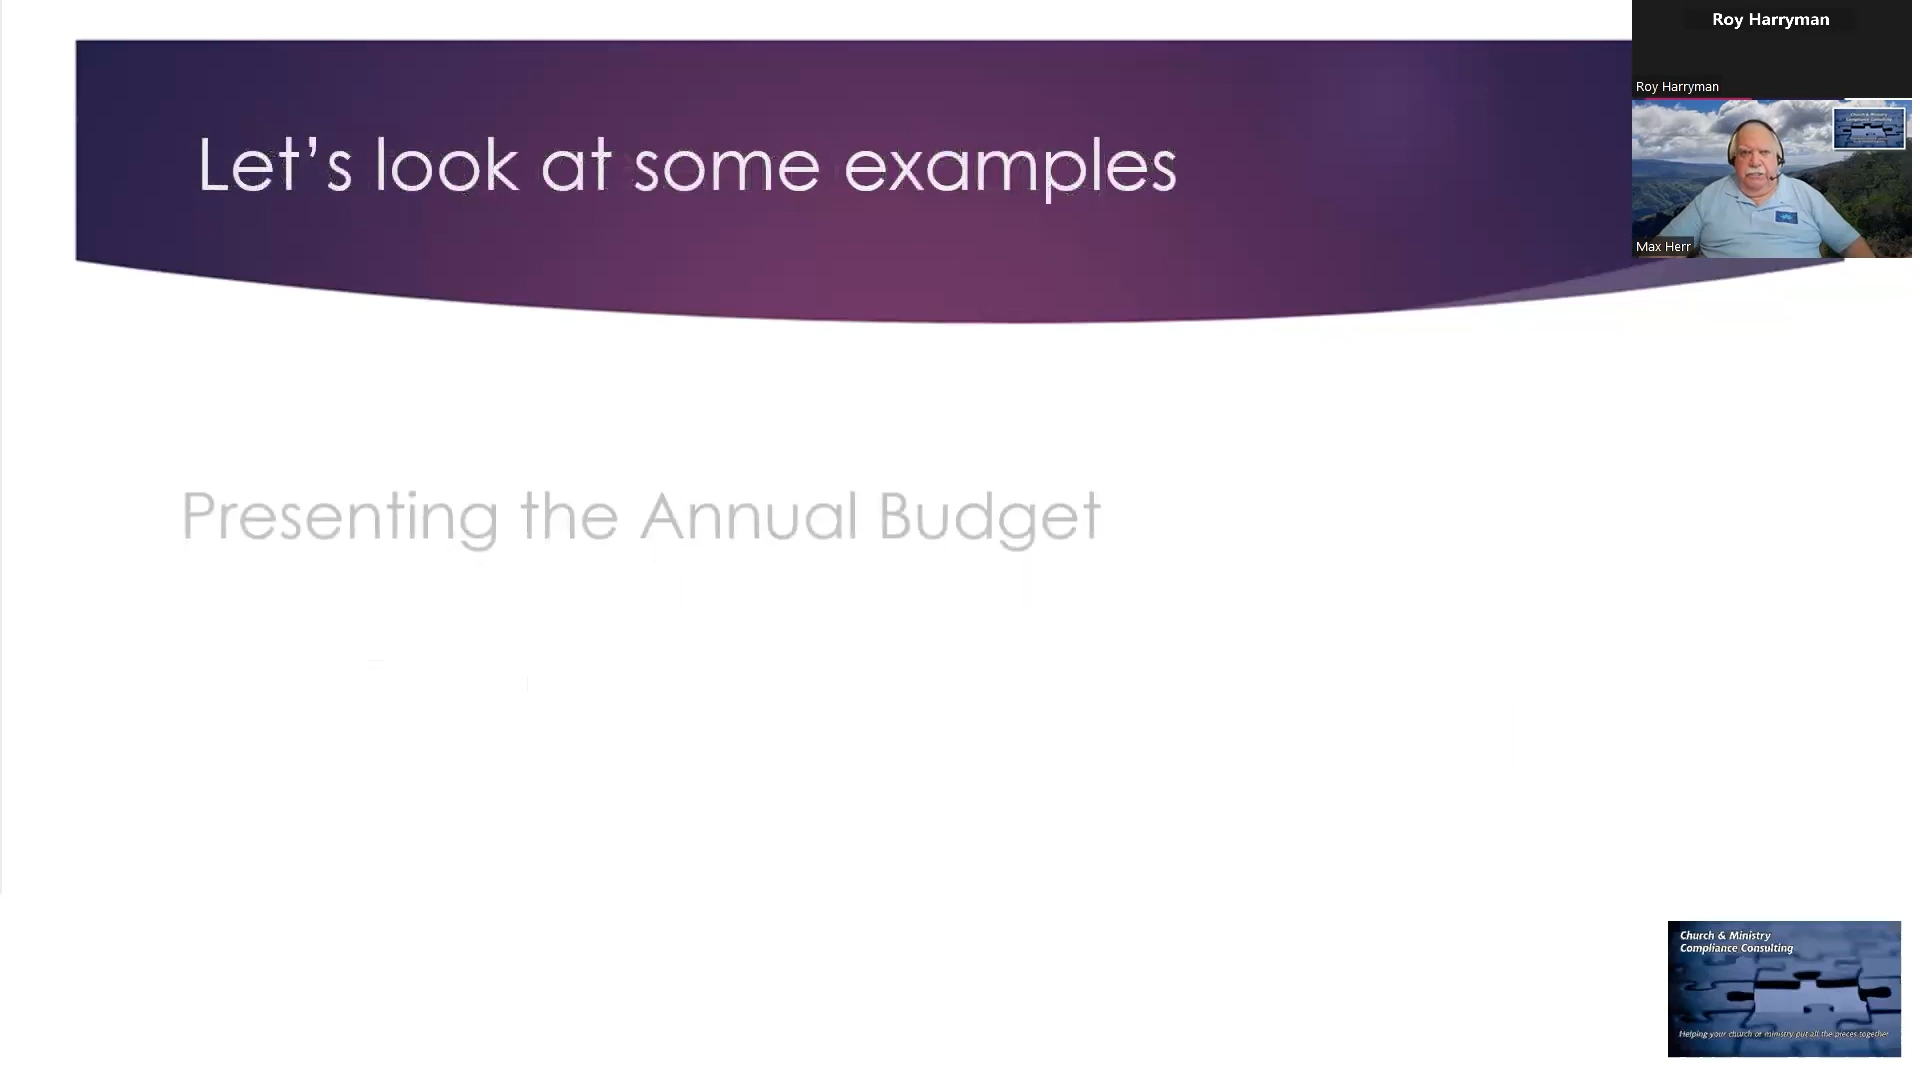 Roy Harryman
Roy Harryman
Let's look at some examples
Max Herr
Presenting the Annual Budget
Church & Ministry
Compliance Consulting
Helping your church or ministry put all the pieces together